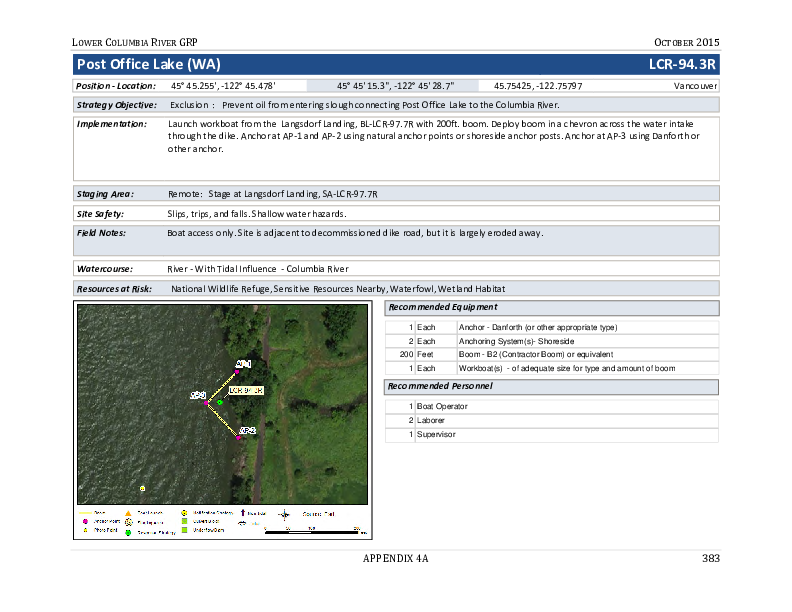 LOWER COLUMBIA RIVER GRP OCTOBER 2015
Post Office Lake (WA) LCR-94.3R
Position - Location: 45° 45.255', -122° 45.478' 45° 45' 15.3", -122° 45' 28.7" 45.75425, -122.75797 Vancouver
Strategy Objective: Exclusion : Prevent oil from entering slough connecting Post Office Lake to the Columbia River.
Implementation: Launch workboat from the Langsdorf Landing, BL-LCR-97.7R with 200ft. boom. Deploy boom in a chevron across the water intake
through the dike. Anchor at AP-1 and AP-2 using natural anchor points or shoreside anchor posts. Anchor at AP-3 using Danforth or
other anchor.
Staging Area: Remote: Stage at Langsdorf Landing, SA-LCR-97.7R
Site Safety: Slips, trips, and falls. Shallow water hazards.
Field Notes: Boat access only. Site is adjacent to decommissioned dike road, but it is largely eroded away.
Watercourse: River - With Tidal Influence - Columbia River
Resources at Risk: National Wildlife Refuge, Sensitive Resources Nearby, Waterfowl, Wetland Habitat
AP-1
LCR-94.3R
AP-3
AP-2
Anchor Point
Photo Point
Recommended Equipment
1 Each Anchor - Danforth (or other appropriate type)
2 Each Anchoring System(s)- Shoreside
200 Feet Boom - B2 (Contractor Boom) or equivalent
1 Each Workboat(s) - of adequate size for type and amount of boom
Recommended Personnel
1 Boat Operator
2 Laborer
1 Supervisor
APPENDIX 4A 383